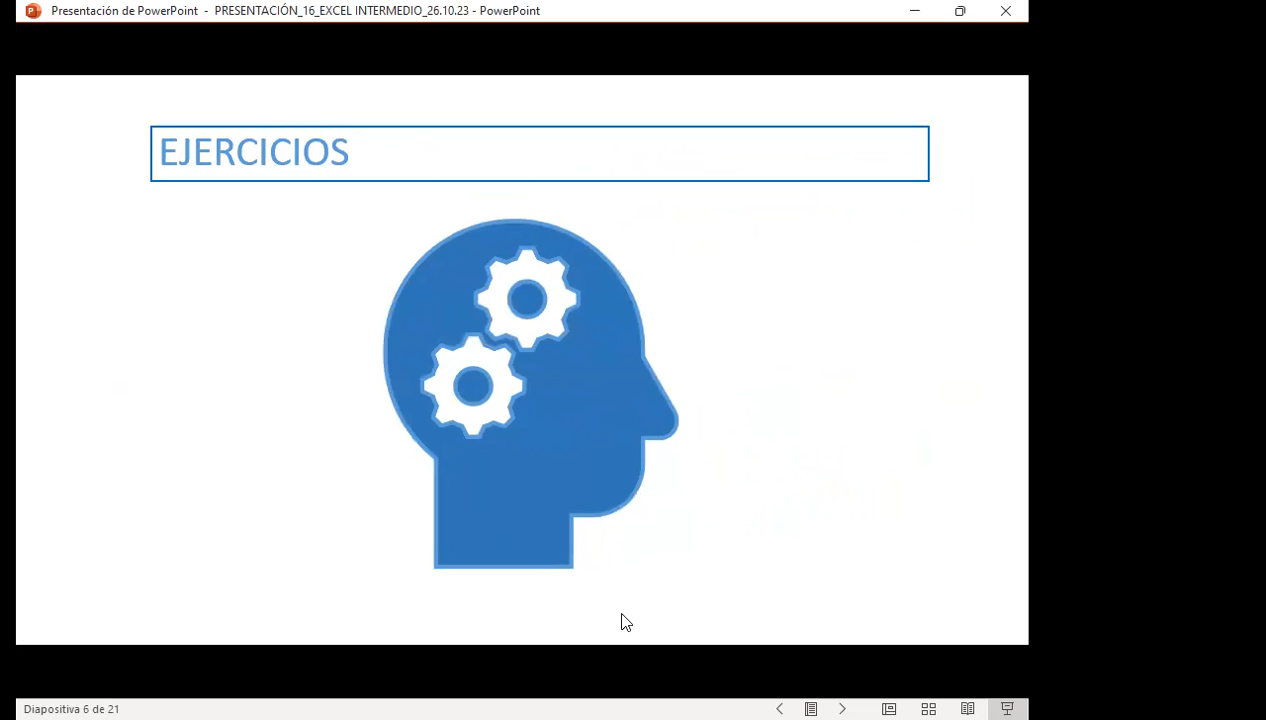 Presentación de PowerPoint - PRESENTACIÓN_16_EXCEL INTERMEDIO_26.10.23 - PowerPoint
EJERCICIOS
Diapositiva 6 de 21